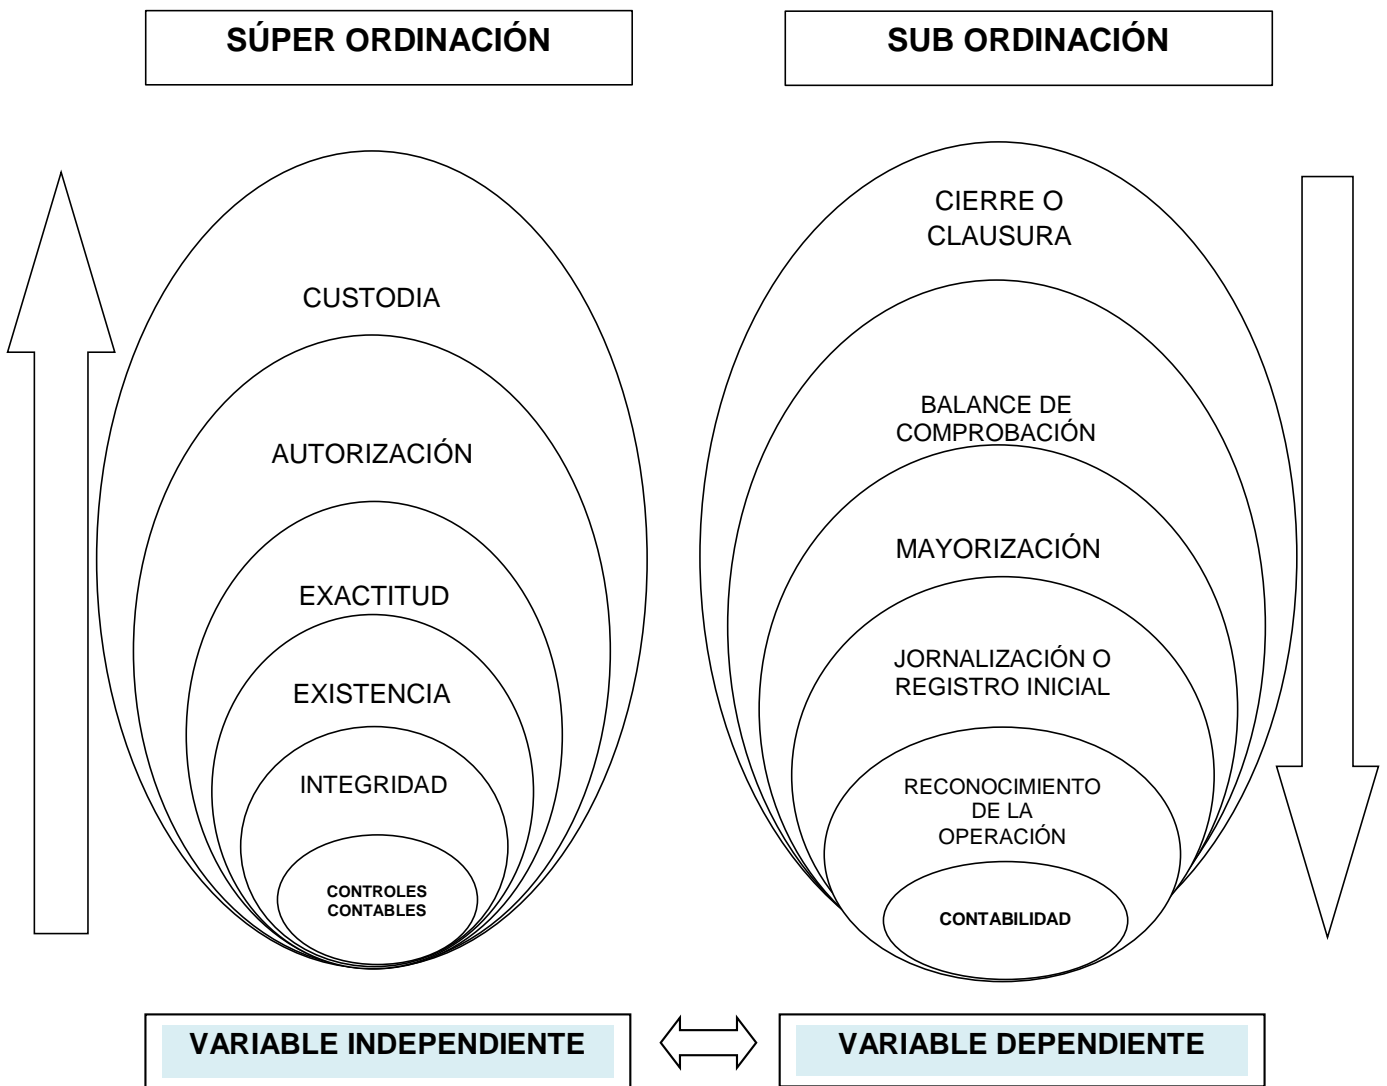 SÚPER ORDINACIÓN
SUB ORDINACIÓN
CUSTODIA
AUTORIZACIÓN
EXACTITUD
EXISTENCIA
INTEGRIDAD
CONTROLES
CONTABLES
CIERRE O
CLAUSURA
BALANCE DE
COMPROBACIÓN
MAYORIZACIÓN
JORNALIZACIÓN O
REGISTRO INICIAL
RECONOCIMIENTO
DE LA
OPERACIÓN
CONTABILIDAD
VARIABLE INDEPENDIENTE
VARIABLE DEPENDIENTE